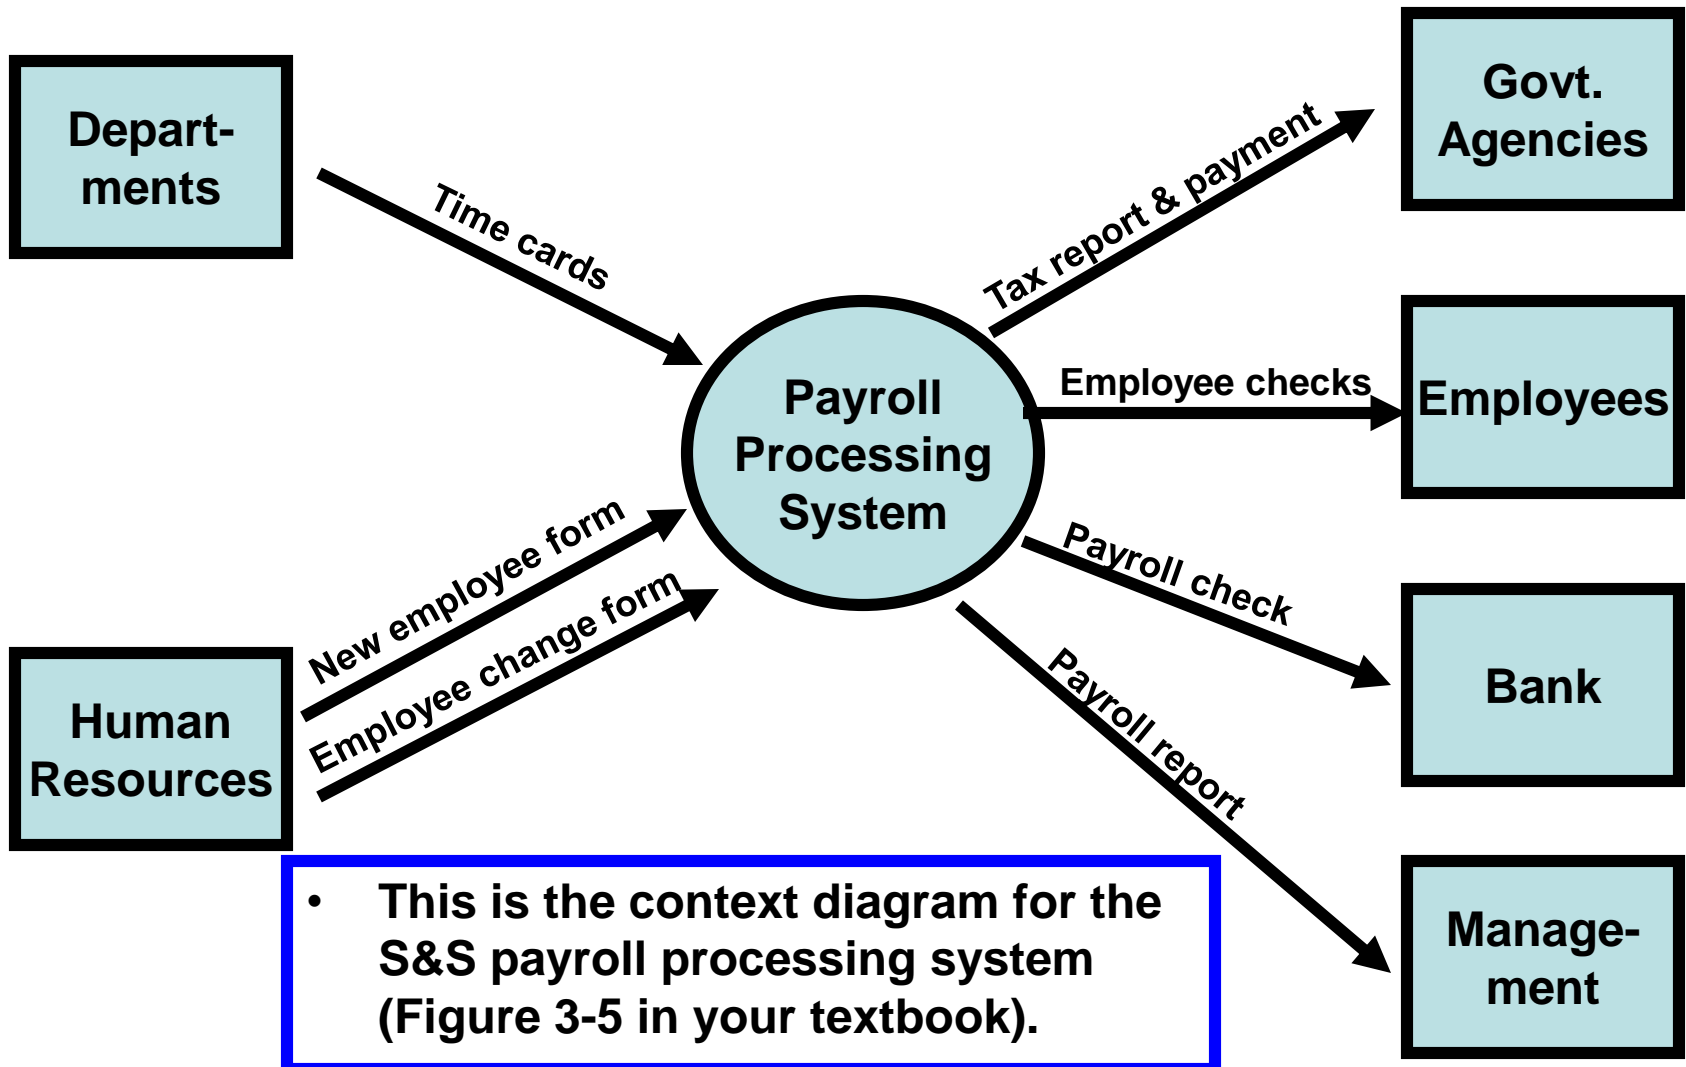 Depart-
ments
Time cards
Human
Resources
New employee form
Employee change form
Payroll
Processing
System
Tax report & payment
Govt.
Agencies
Employee checks
Employees
Payroll check
Bank
Payroll report
Manage-
ment
• This is the context diagram for the
S&S payroll processing system
(Figure 3-5 in your textbook).